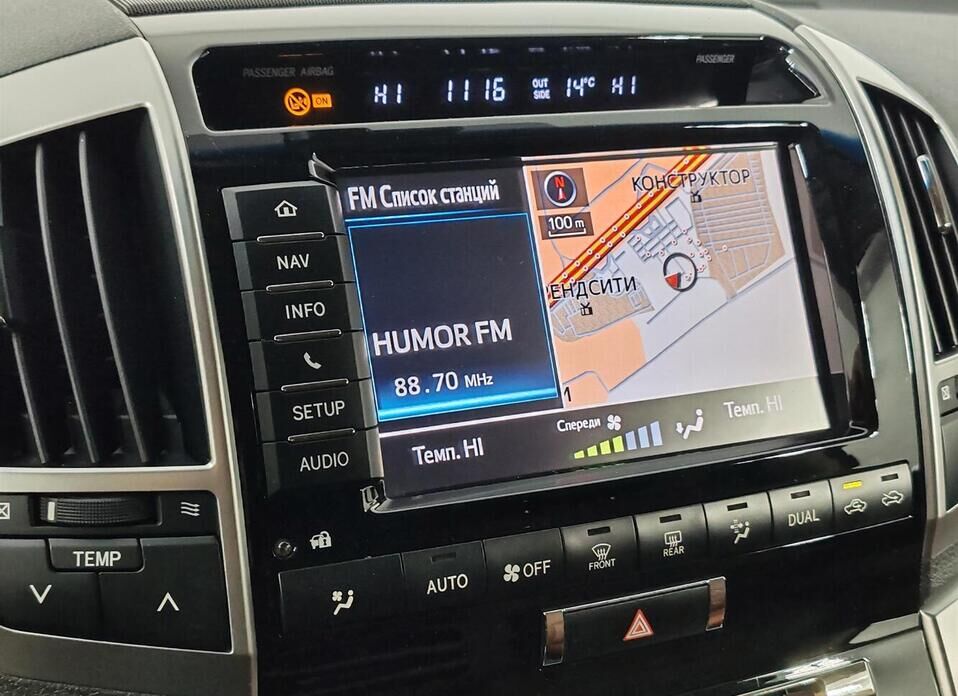 PASSENGER AIRBAG
PASSENGER
ON
HI
11 16
OUT SIDE
14°C
HI
FM Список станций
N
100 m
КОНСТРУКТОР
ЕНДСИТИ
HUMOR FM
88.70 MHz
Темп. HI
Спереди
Темп. HI
NAV
INFO
SETUP
AUDIO
TEMP
AUTO
OFF
FRONT
REAR
DUAL